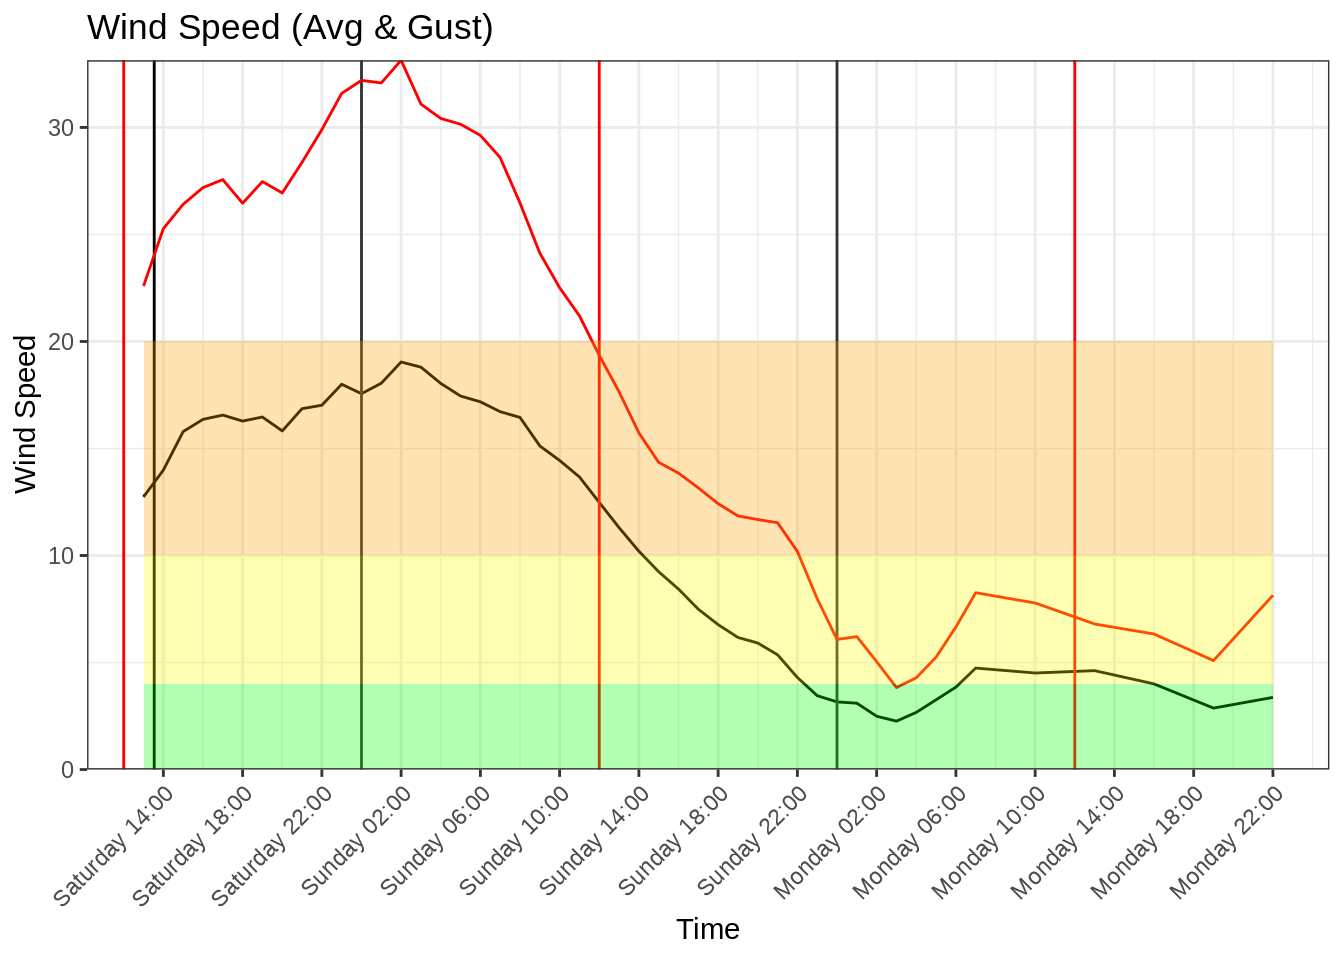 Wind Speed (Avg & Gust)
Wind Speed
30
20
10
0
Saturday 14:00
Saturday 18:00
Saturday 22:00
Sunday 02:00
Sunday 06:00
Sunday 10:00
Sunday 14:00
Sunday 18:00
Sunday 22:00
Monday 02:00
Monday 06:00
Monday 10:00
Monday 14:00
Monday 18:00
Monday 22:00
Time